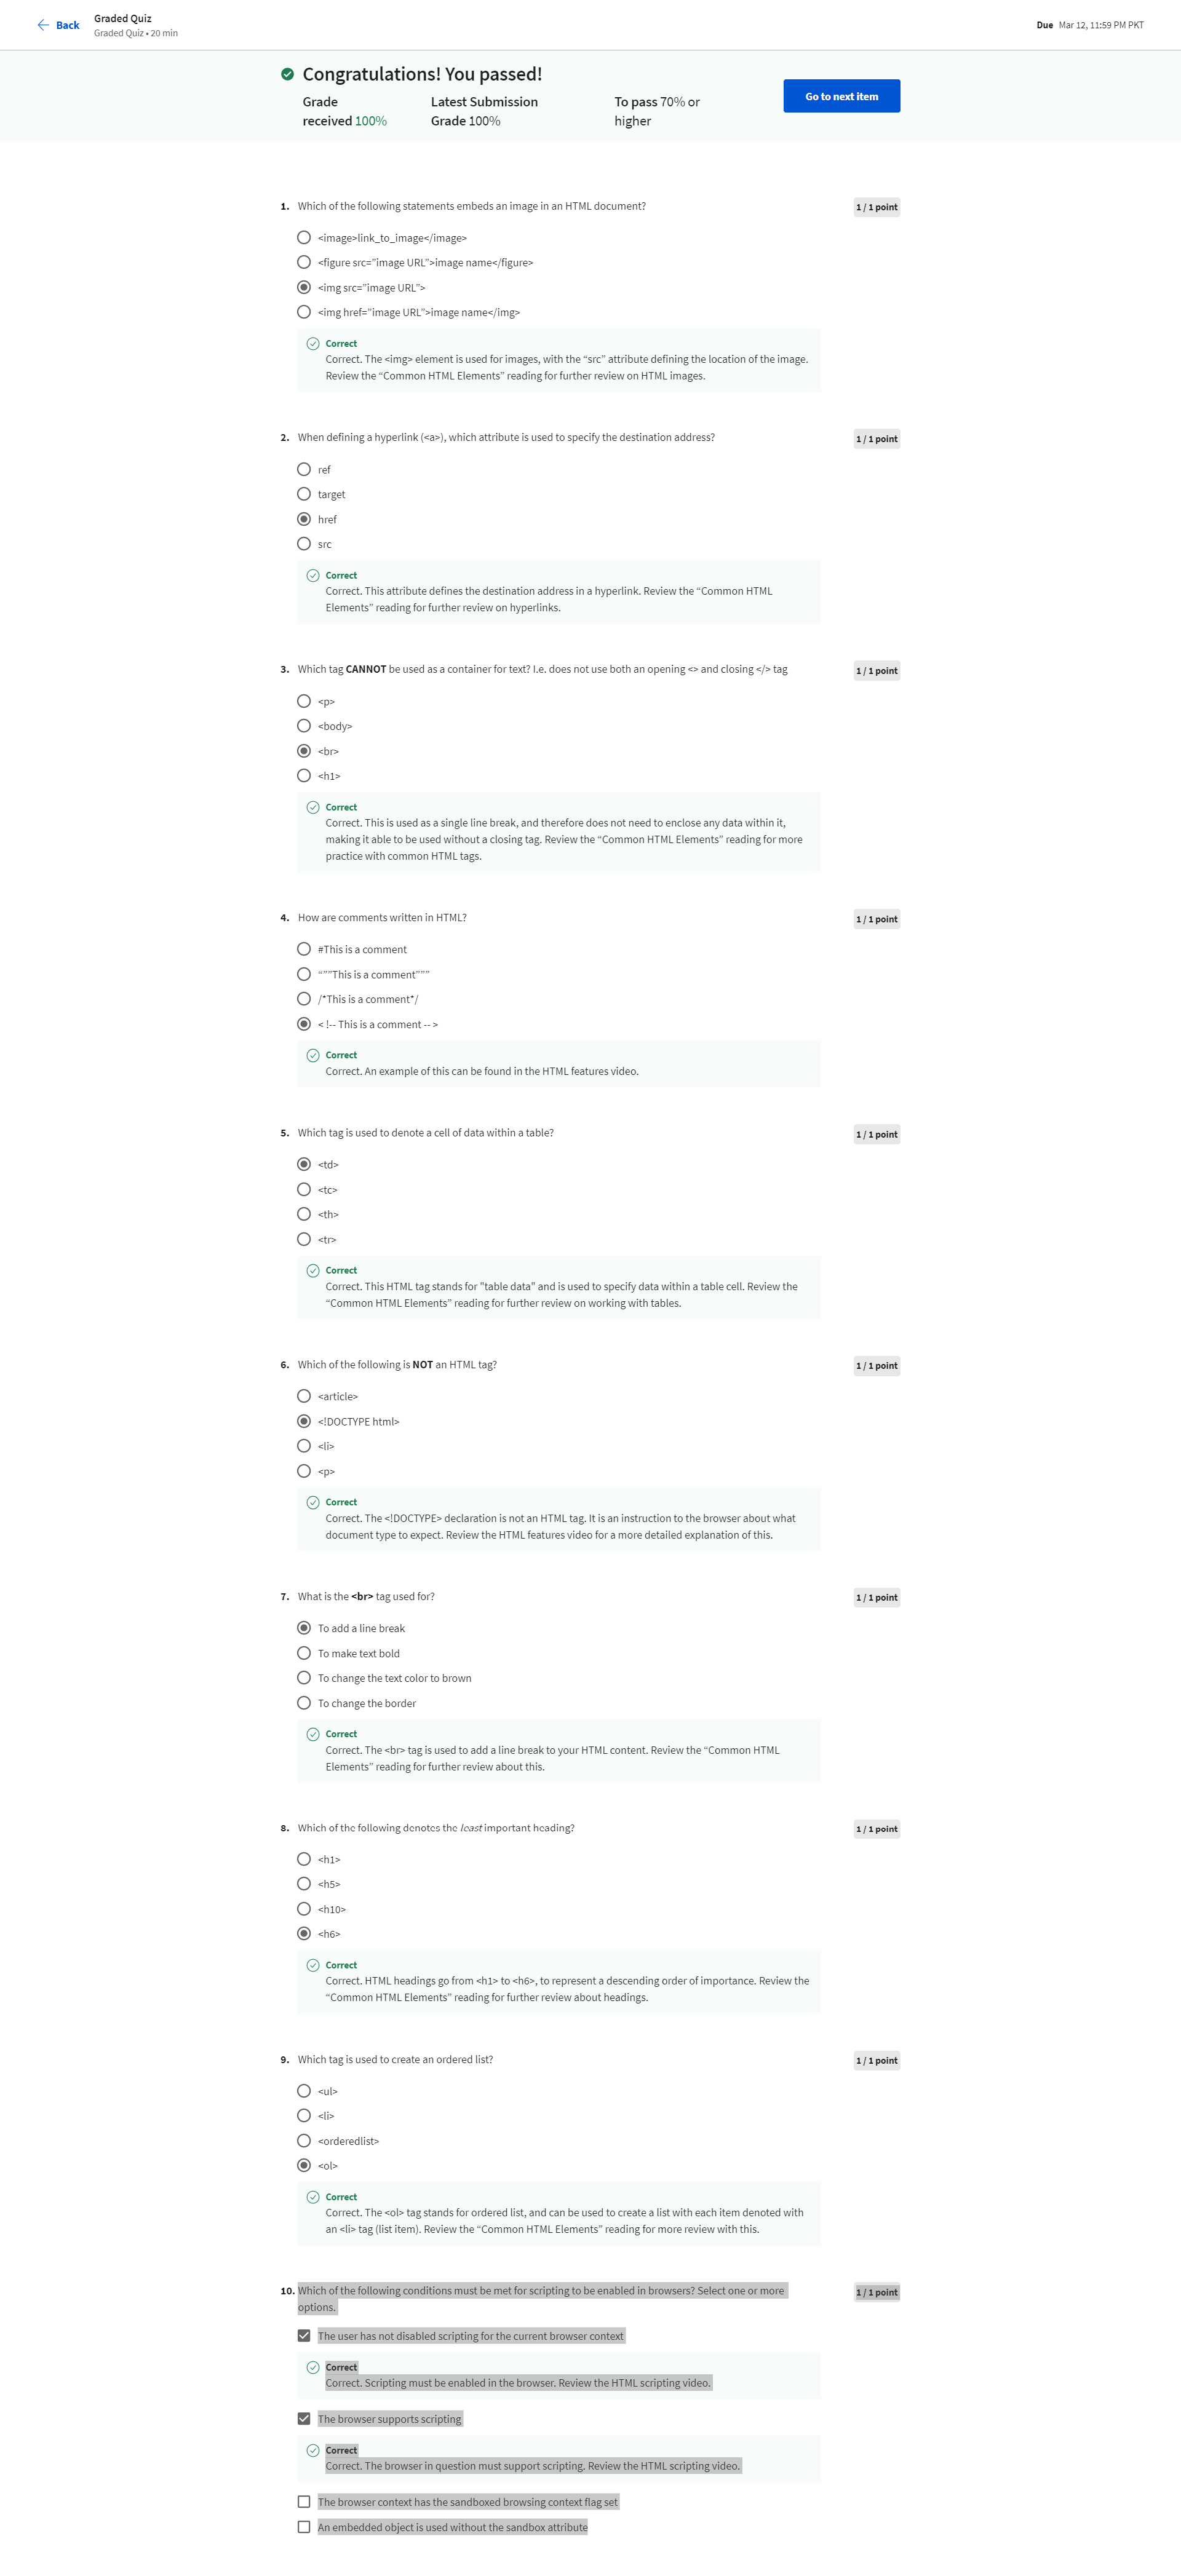 Back
Graded Quiz
Graded Quiz • 20 min
Due Mar 12, 11:59 PM PKT
Congratulations! You passed!
Grade
received 100%
Latest Submission
Grade 100%
To pass 70% or
higher
Go to next item
1. Which of the following statements embeds an image in an HTML document?
1 / 1 point
<image>link_to_image</image>
<figure src=”image URL”>image name</figure>
<img src=”image URL”>
<img href=”image URL”>image name</img>
Correct
Correct. The <img> element is used for images, with the “src” attribute defining the location of the image.
Review the “Common HTML Elements” reading for further review on HTML images.
2. When defining a hyperlink (<a>), which attribute is used to specify the destination address?
1 / 1 point
ref
target
href
src
Correct
Correct. This attribute defines the destination address in a hyperlink. Review the “Common HTML
Elements” reading for further review on hyperlinks.
3. Which tag CANNOT be used as a container for text? I.e. does not use both an opening <> and closing </> tag
1 / 1 point
<p>
<body>
<br>
<h1>
Correct
Correct. This is used as a single line break, and therefore does not need to enclose any data within it,
making it able to be used without a closing tag. Review the “Common HTML Elements” reading for more
practice with common HTML tags.
4. How are comments written in HTML?
1 / 1 point
#This is a comment
“””This is a comment”””
/*This is a comment*/
< !-- This is a comment -- >
Correct
Correct. An example of this can be found in the HTML features video.
5. Which tag is used to denote a cell of data within a table?
1 / 1 point
<td>
<tc>
<th>
<tr>
Correct
Correct. This HTML tag stands for "table data" and is used to specify data within a table cell. Review the
“Common HTML Elements” reading for further review on working with tables.
6. Which of the following is NOT an HTML tag?
1 / 1 point
<article>
<!DOCTYPE html>
<li>
<p>
Correct
Correct. The <!DOCTYPE> declaration is not an HTML tag. It is an instruction to the browser about what
document type to expect. Review the HTML features video for a more detailed explanation of this.
7. What is the <br> tag used for?
1 / 1 point
To add a line break
To make text bold
To change the text color to brown
To change the border
Correct
Correct. The <br> tag is used to add a line break to your HTML content. Review the “Common HTML
Elements” reading for further review about this.
8. Which of the following denotes the least important heading?
1 / 1 point
<h1>
<h5>
<h10>
<h6>
Correct
Correct. HTML headings go from <h1> to <h6>, to represent a descending order of importance. Review the
“Common HTML Elements” reading for further review about headings.
9. Which tag is used to create an ordered list?
1 / 1 point
<ul>
<li>
<orderedlist>
<ol>
Correct
Correct. The <ol> tag stands for ordered list, and can be used to create a list with each item denoted with
an <li> tag (list item). Review the “Common HTML Elements” reading for more review with this.
10. Which of the following conditions must be met for scripting to be enabled in browsers? Select one or more
options.
1 / 1 point
The user has not disabled scripting for the current browser context
Correct
Correct. Scripting must be enabled in the browser. Review the HTML scripting video.
The browser supports scripting
Correct
Correct. The browser in question must support scripting. Review the HTML scripting video.
The browser context has the sandboxed browsing context flag set
An embedded object is used without the sandbox attribute